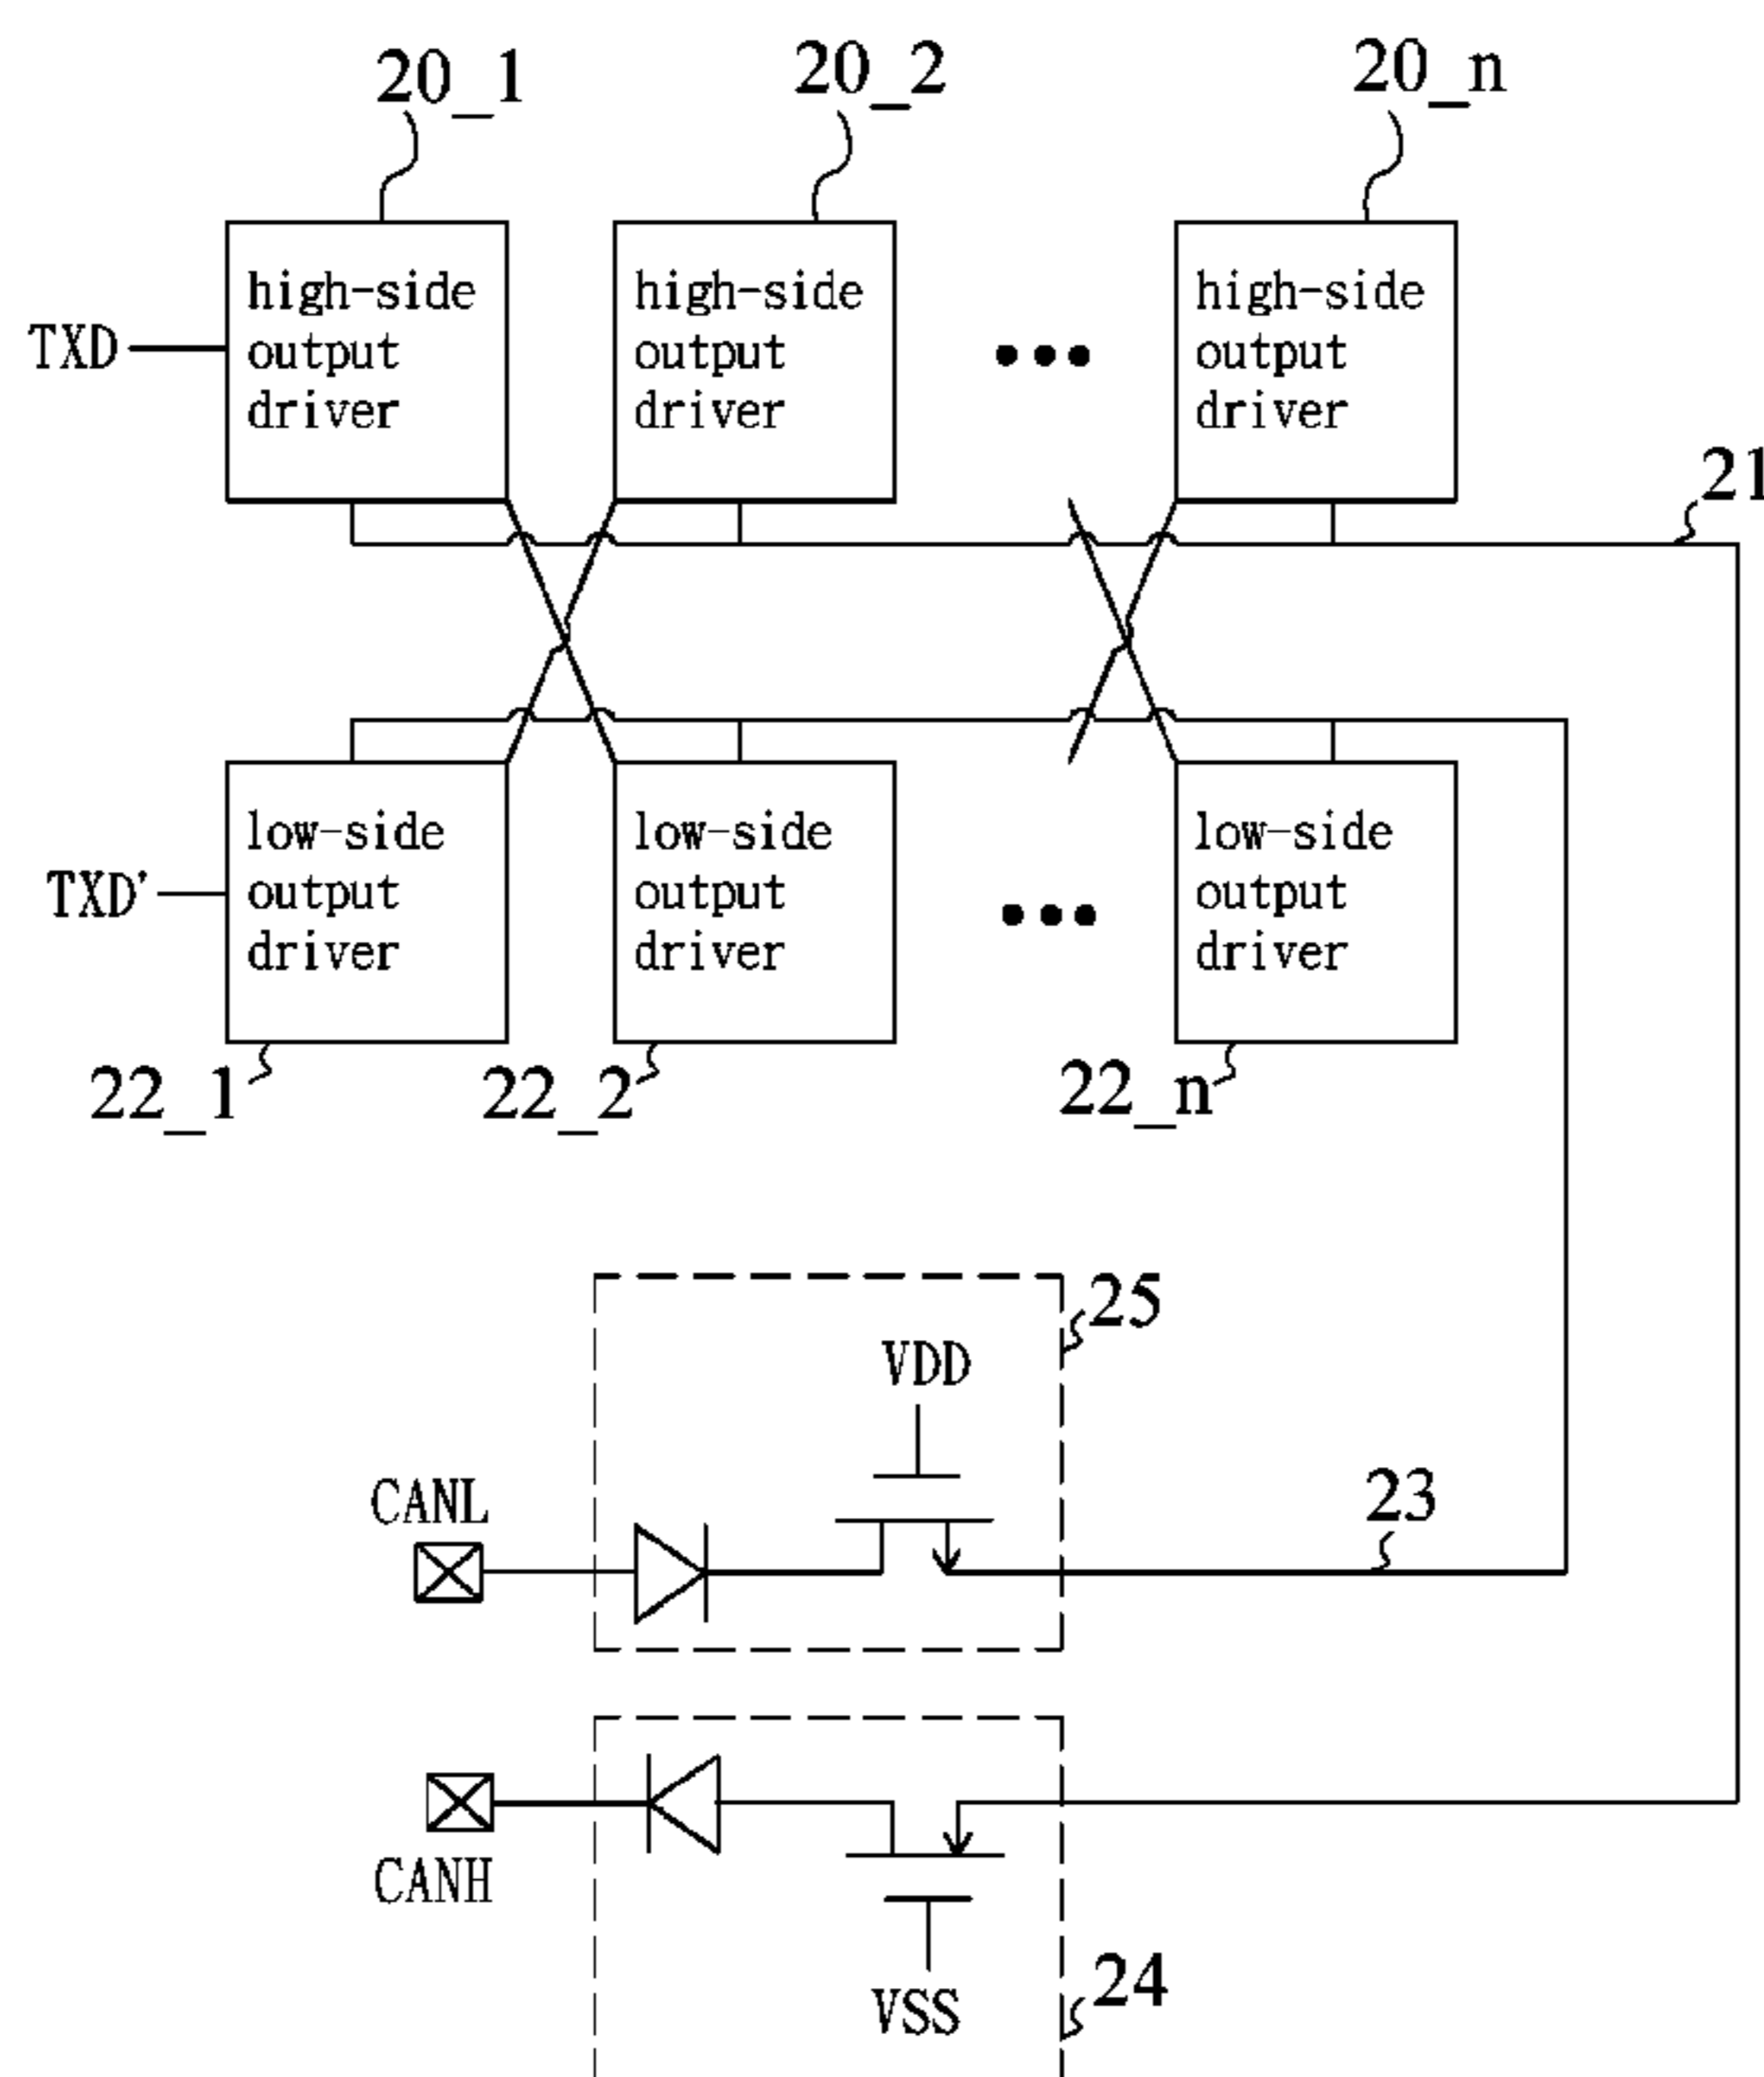 20_1
20_2
20_n
high-side
output
driver
high-side
output
driver
high-side
output
driver
TXD
21
low-side
output
driver
low-side
output
driver
low-side
output
driver
TXD'
22_1
22_2
22_n
25
VDD
CANL
23
CANH
VSS
24